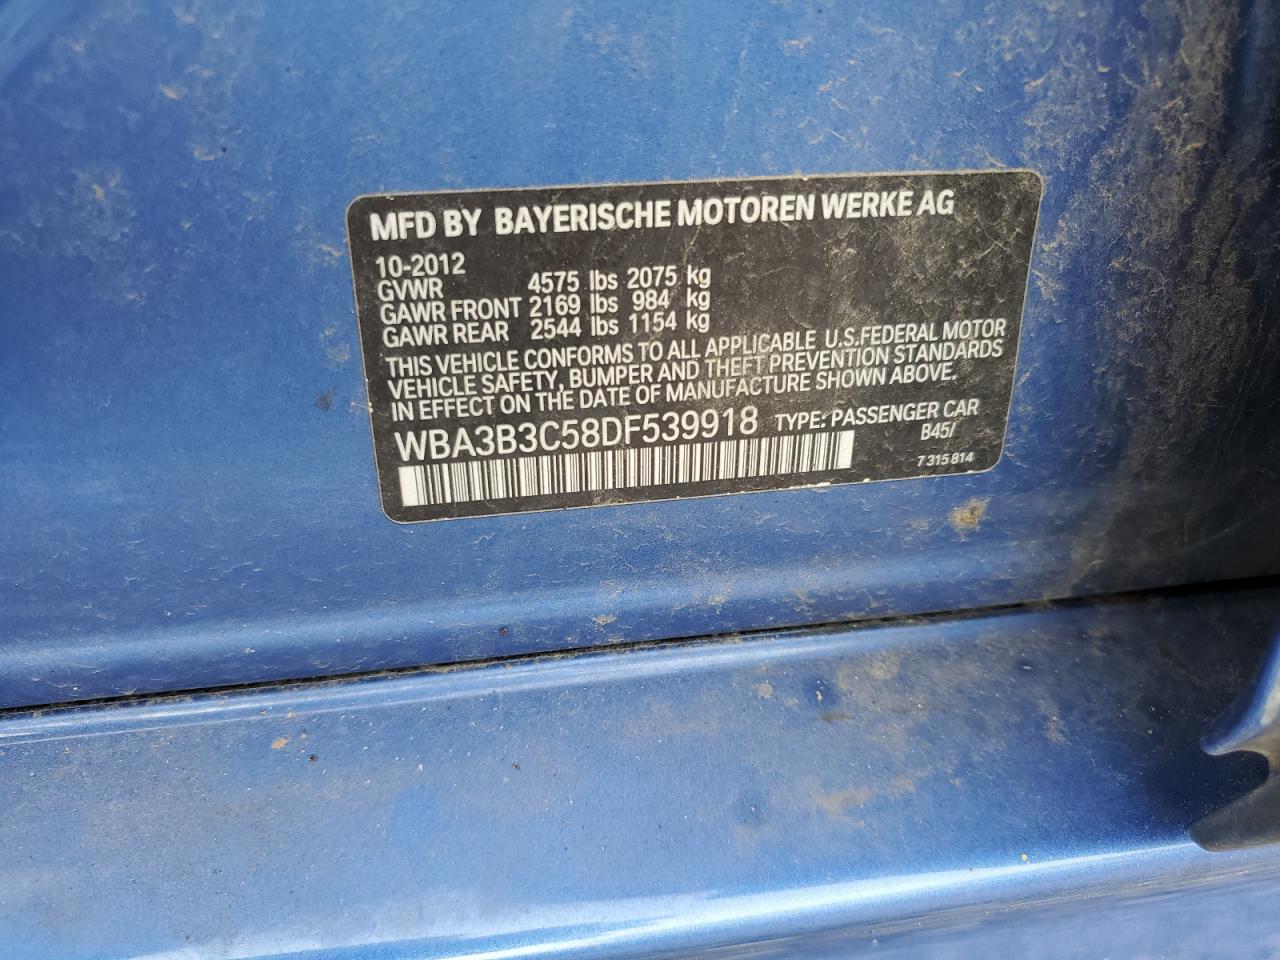 MFD BY BAYERISCHE MOTOREN WERKE AG
10-2012
GVWR 4575 lbs 2075 kg
GAWR FRONT 2169 lbs 984 kg
GAWR REAR 2544 lbs 1154 kg
THIS VEHICLE CONFORMS TO ALL APPLICABLE U.S.FEDERAL MOTOR
VEHICLE SAFETY, BUMPER AND THEFT PREVENTION STANDARDS
IN EFFECT ON THE DATE OF MANUFACTURE SHOWN ABOVE.
WBA3B3C58DF539918 TYPE: PASSENGER CAR
B45/
7 315 814